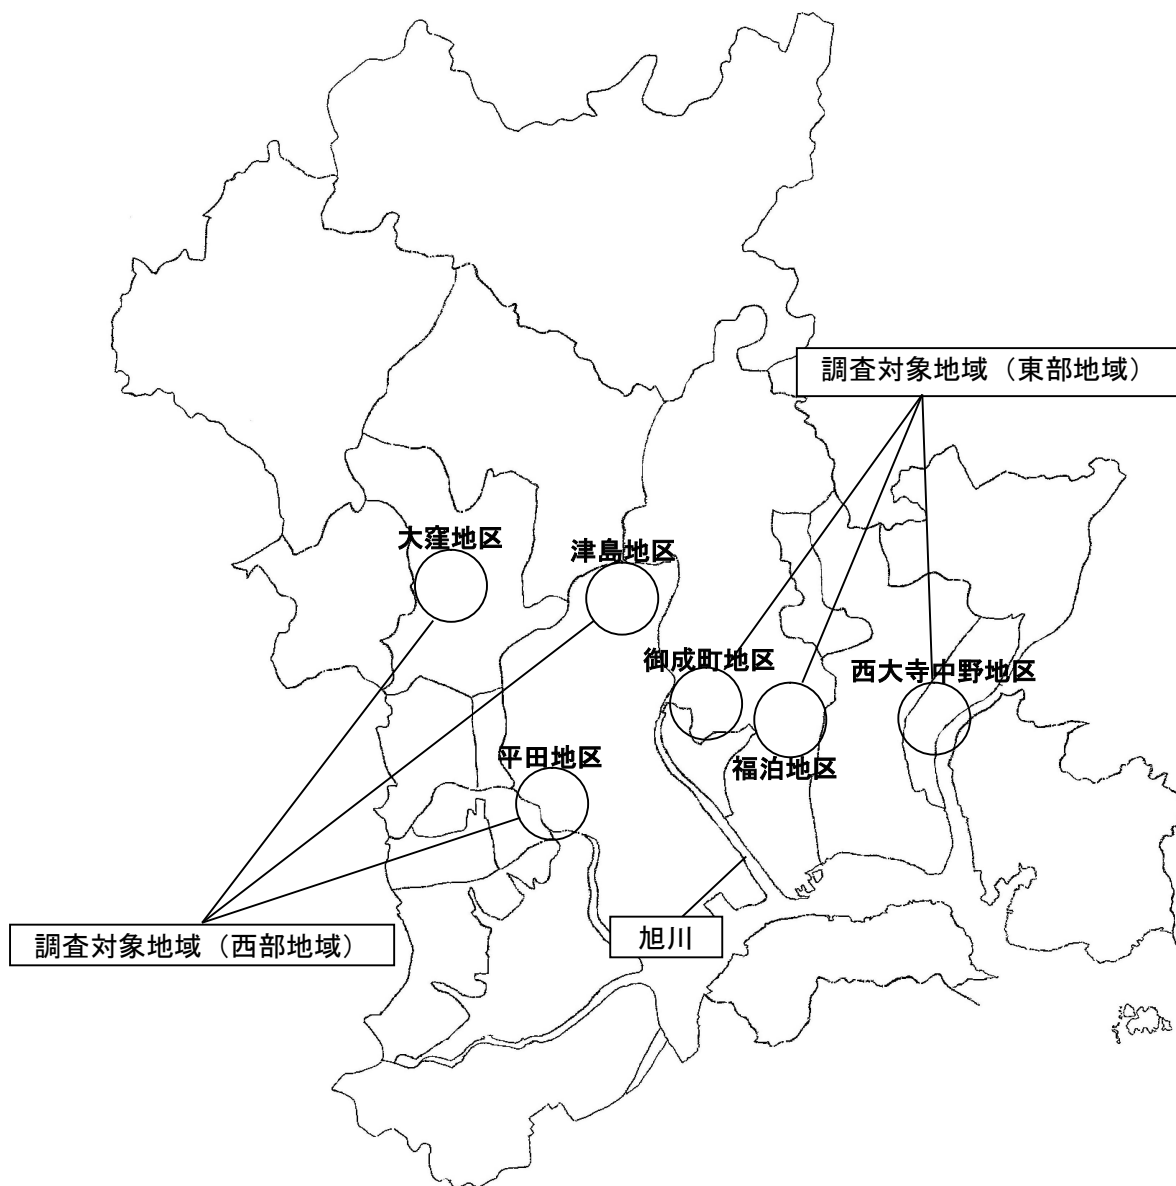 調査対象地域（東部地域）
大窪地区
津島地区
御成町地区
西大寺中野地区
平田地区
福泊地区
調査対象地域（西部地域）
旭川